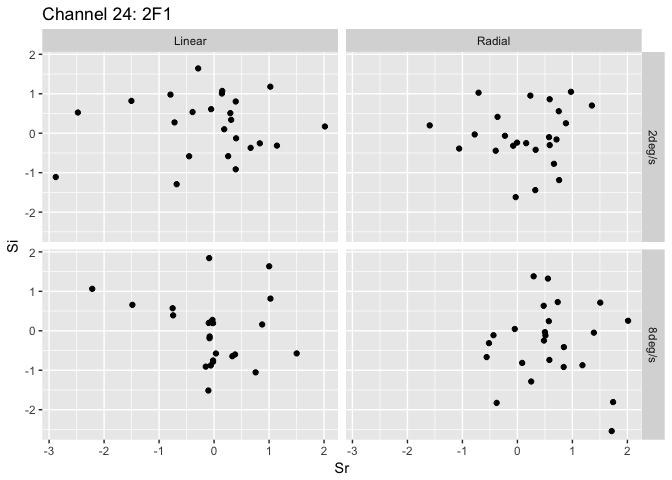 Channel 24: 2F1
Linear
Radial
2
1
0
-1
-2
2deg/s
2
1
0
-1
-2
8deg/s
Si
-3 -2 -1 0 1 2
-3 -2 -1 0 1 2
Sr